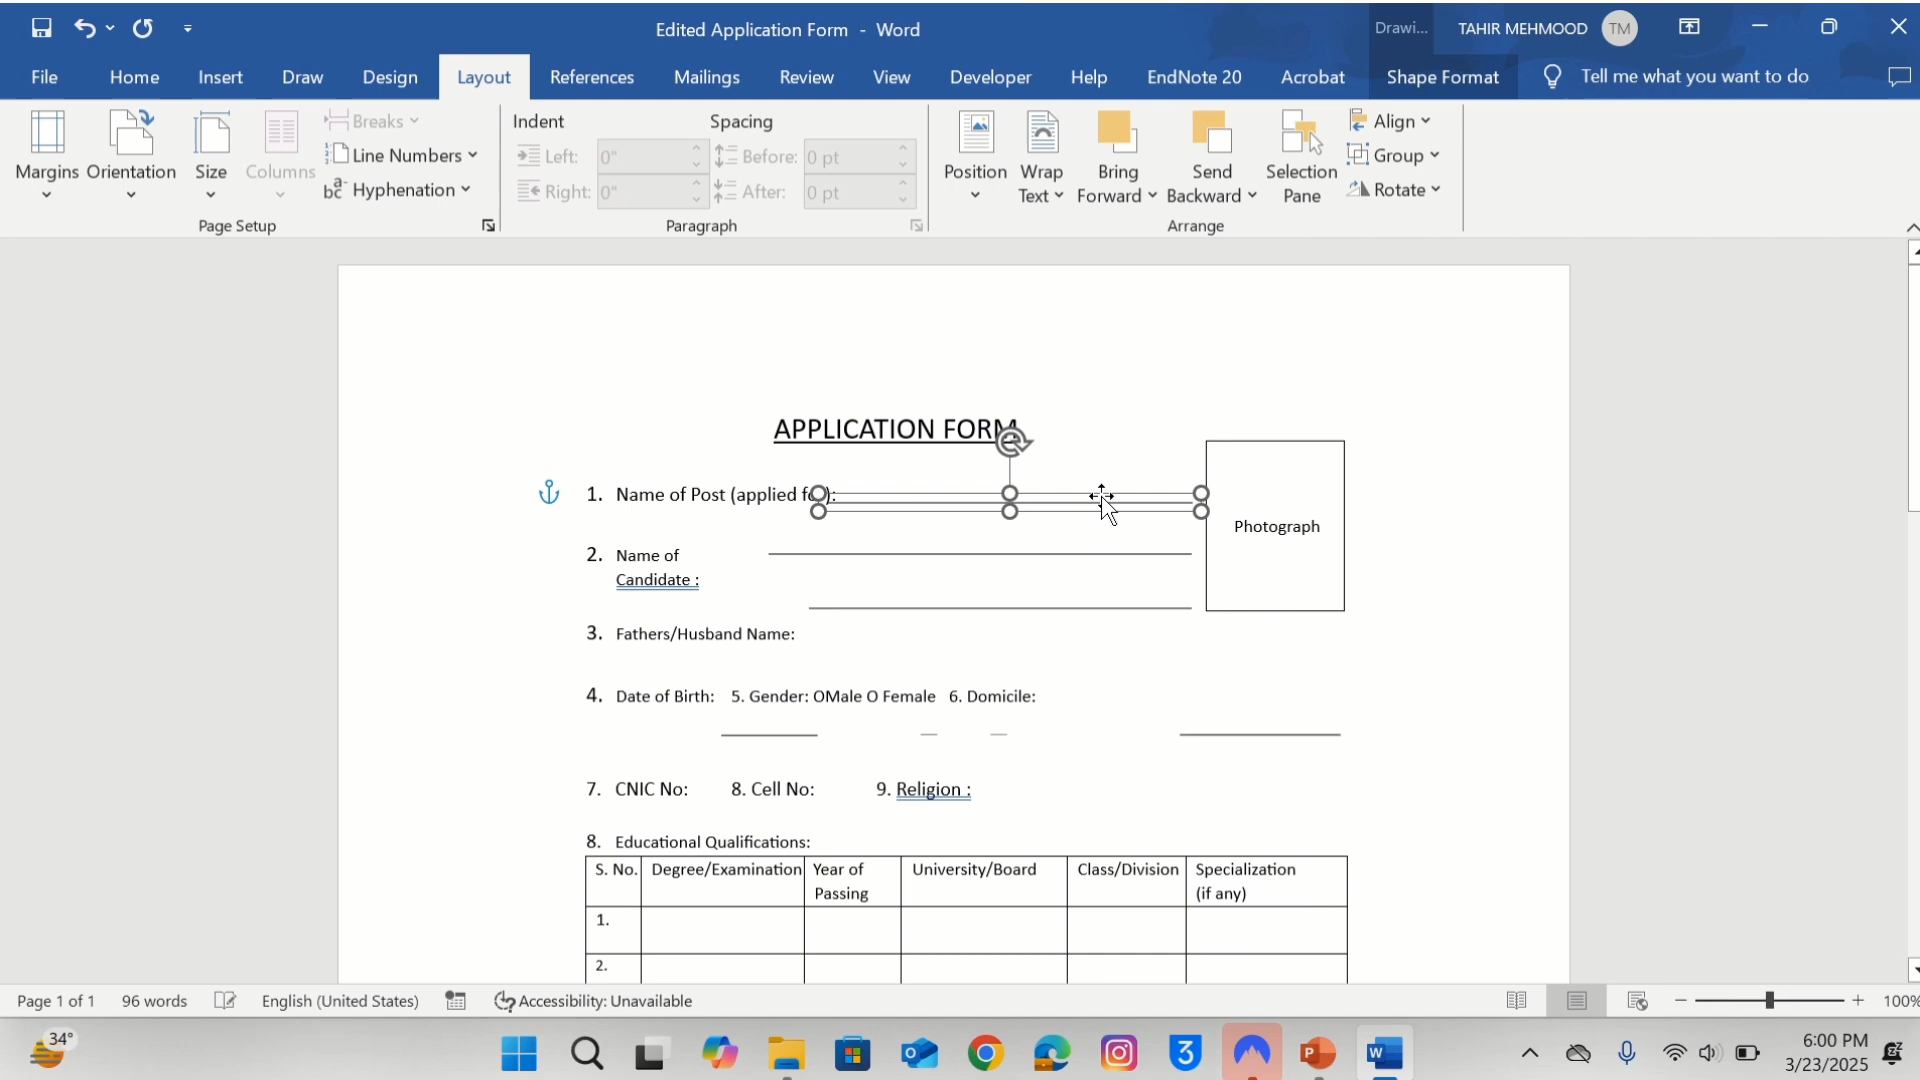 Edited Application Form - Word
Drawi...
TAHIR MEHMOOD
TM
File
Home
Insert
Draw
Design
Layout
References
Mailings
Review
View
Developer
Help
EndNote 20
Acrobat
Shape Format
Tell me what you want to do
Margins
Orientation
Size
Columns
Breaks
Line Numbers
Hyphenation
Page Setup
Indent
Left: 0"
Right: 0"
Spacing
Before: 0 pt
After: 0 pt
Paragraph
Position
Wrap Text
Bring Forward
Send Backward
Selection Pane
Align
Group
Rotate
Arrange
APPLICATION FORM
1. Name of Post (applied for):
Photograph
2. Name of
Candidate :
3. Fathers/Husband Name:
4. Date of Birth: 5. Gender: OMale O Female 6. Domicile:
7. CNIC No: 8. Cell No: 9. Religion :
8. Educational Qualifications:
S. No. Degree/Examination Year of Passing University/Board Class/Division Specialization (if any)
1.
2.
Page 1 of 1 96 words English (United States) Accessibility: Unavailable 100%
34°
6:00 PM
3/23/2025